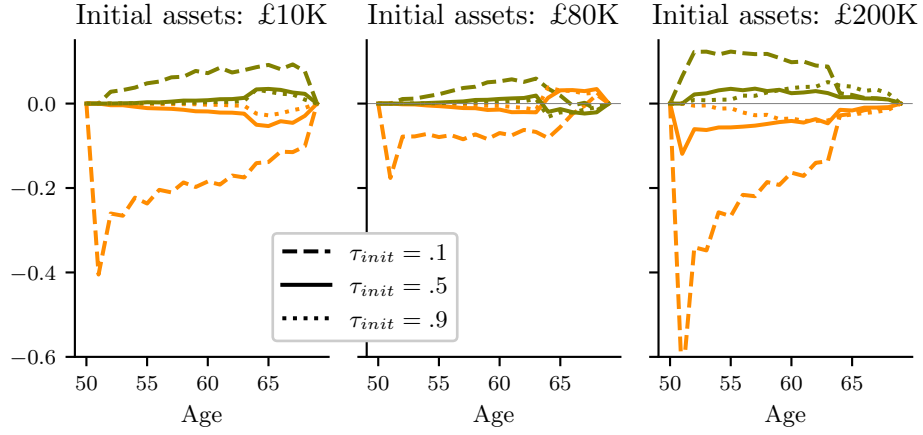 Initial assets: £10K
Initial assets: £80K
Initial assets: £200K
0.0
−0.2
−0.4
−0.6
τinit = .1
τinit = .5
τinit = .9
50 55 60 65
50 55 60 65
50 55 60 65
Age
Age
Age